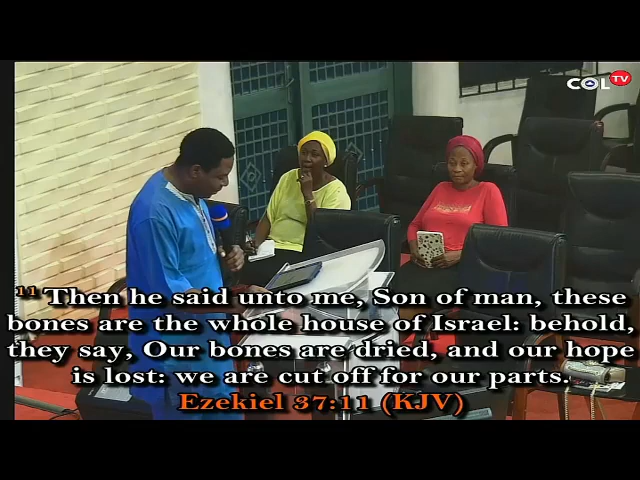 COL TV
11 Then he said unto me, Son of man, these
bones are the whole house of Israel: behold,
they say, Our bones are dried, and our hope
is lost: we are cut off for our parts.
Ezekiel 37:11 (KJV)